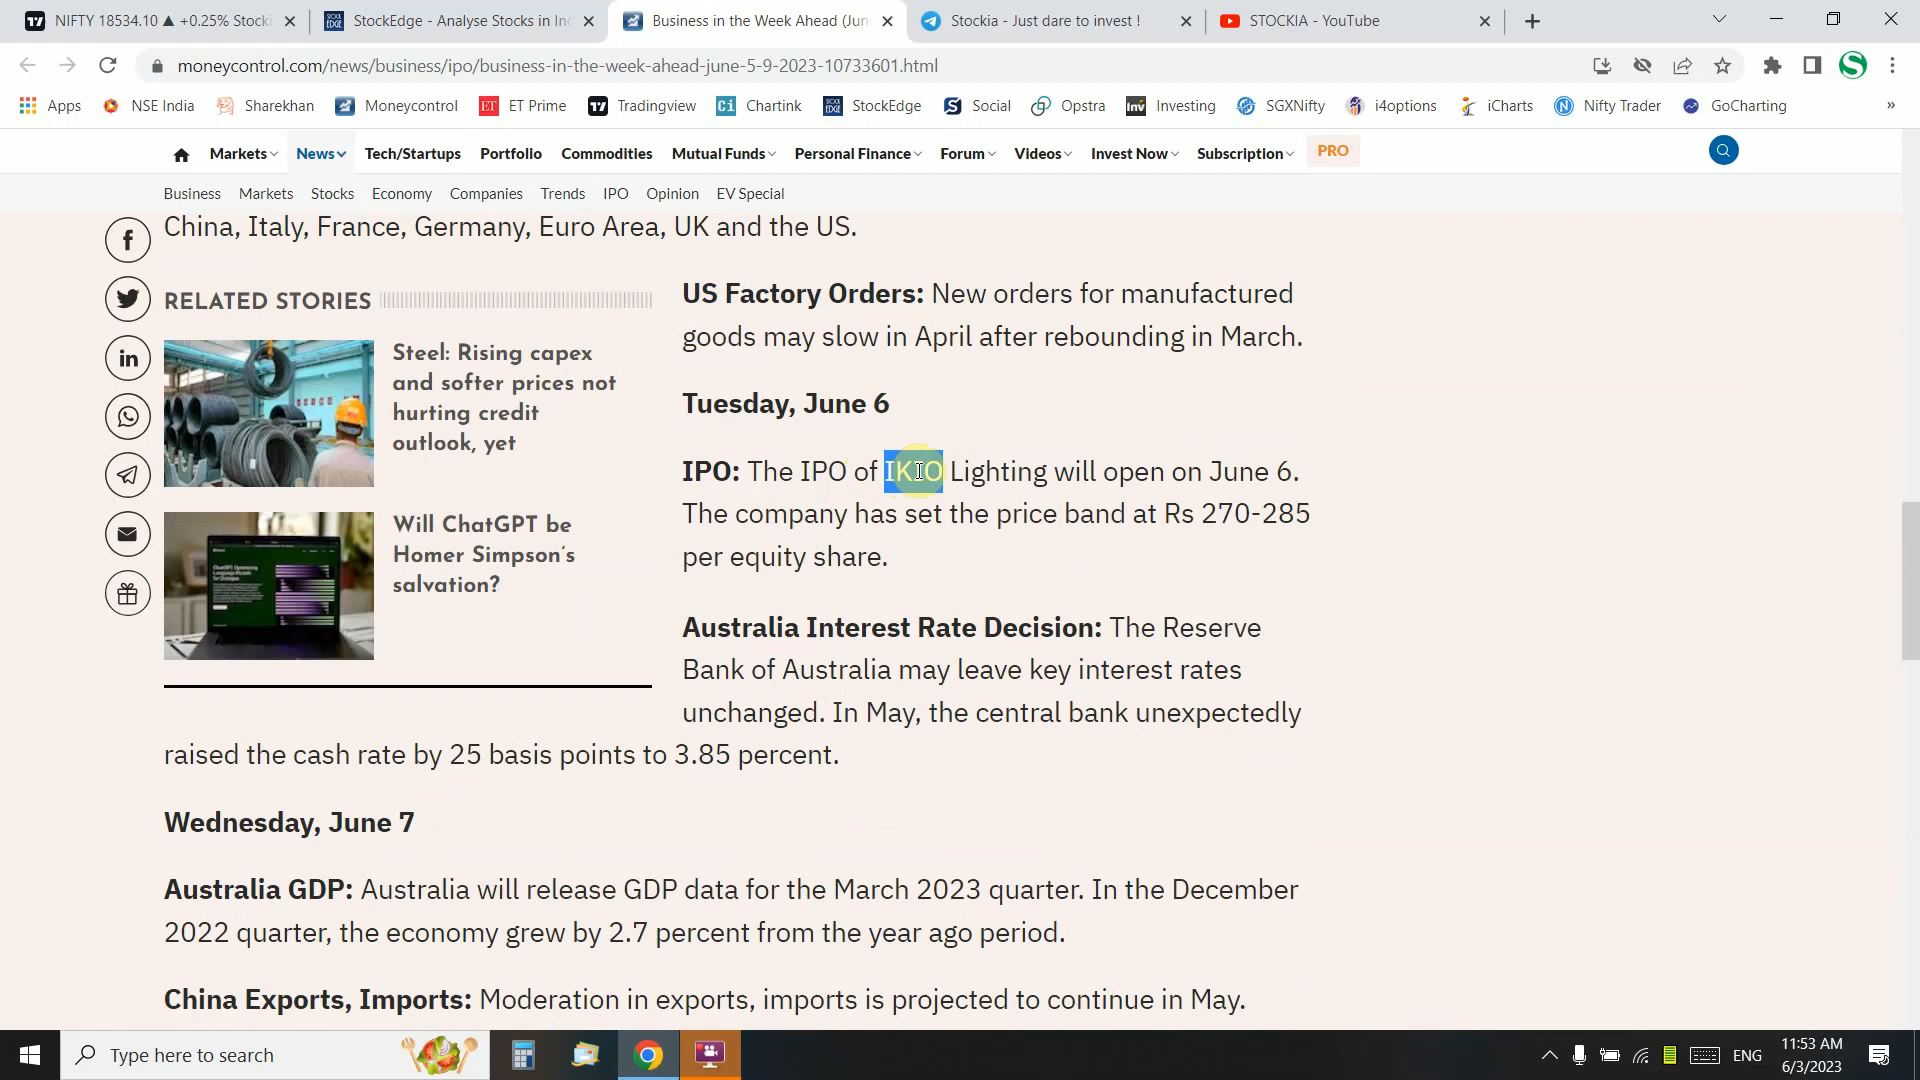 NIFTY 18534.10 ▲ +0.25% Stocki
StockEdge - Analyse Stocks in Ind
Business in the Week Ahead (Jun
Stockia - Just dare to invest !
STOCKIA - YouTube
moneycontrol.com/news/business/ipo/business-in-the-week-ahead-june-5-9-2023-10733601.html
Apps NSE India Sharekhan Moneycontrol ET Prime Tradingview Chartink StockEdge Social Opstra Investing SGXNifty i4options iCharts Nifty Trader GoCharting »
Markets News Tech/Startups Portfolio Commodities Mutual Funds Personal Finance Forum Videos Invest Now Subscription PRO
Business Markets Stocks Economy Companies Trends IPO Opinion EV Special
China, Italy, France, Germany, Euro Area, UK and the US.
RELATED STORIES
Steel: Rising capex
and softer prices not
hurting credit
outlook, yet
Will ChatGPT be
Homer Simpson's
salvation?
US Factory Orders: New orders for manufactured
goods may slow in April after rebounding in March.
Tuesday, June 6
IPO: The IPO of IKIO Lighting will open on June 6.
The company has set the price band at Rs 270-285
per equity share.
Australia Interest Rate Decision: The Reserve
Bank of Australia may leave key interest rates
unchanged. In May, the central bank unexpectedly
raised the cash rate by 25 basis points to 3.85 percent.
Wednesday, June 7
Australia GDP: Australia will release GDP data for the March 2023 quarter. In the December
2022 quarter, the economy grew by 2.7 percent from the year ago period.
China Exports, Imports: Moderation in exports, imports is projected to continue in May.
Type here to search
ENG
11:53 AM
6/3/2023